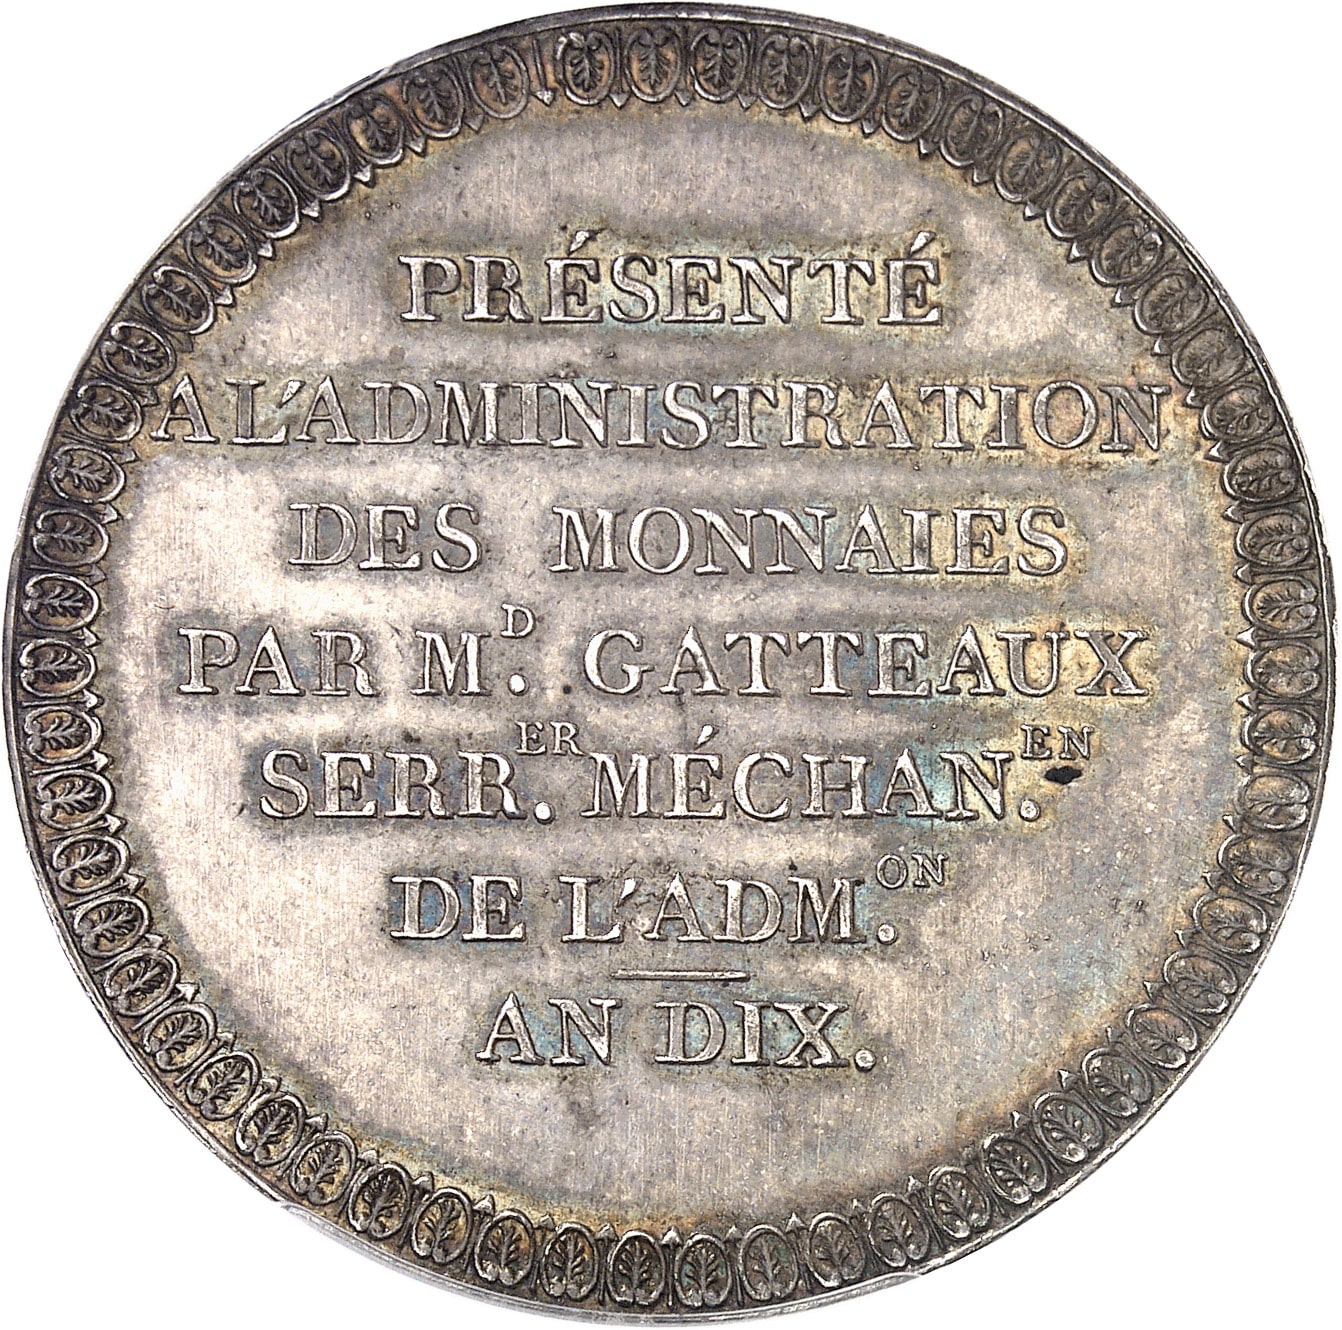 PRÉSENTÉ
A L'ADMINISTRATION
DES MONNAIES
PAR M.D GATTEAUX
SERR.ER MÉCHAN.EN
DE L'ADM.ON
AN DIX.